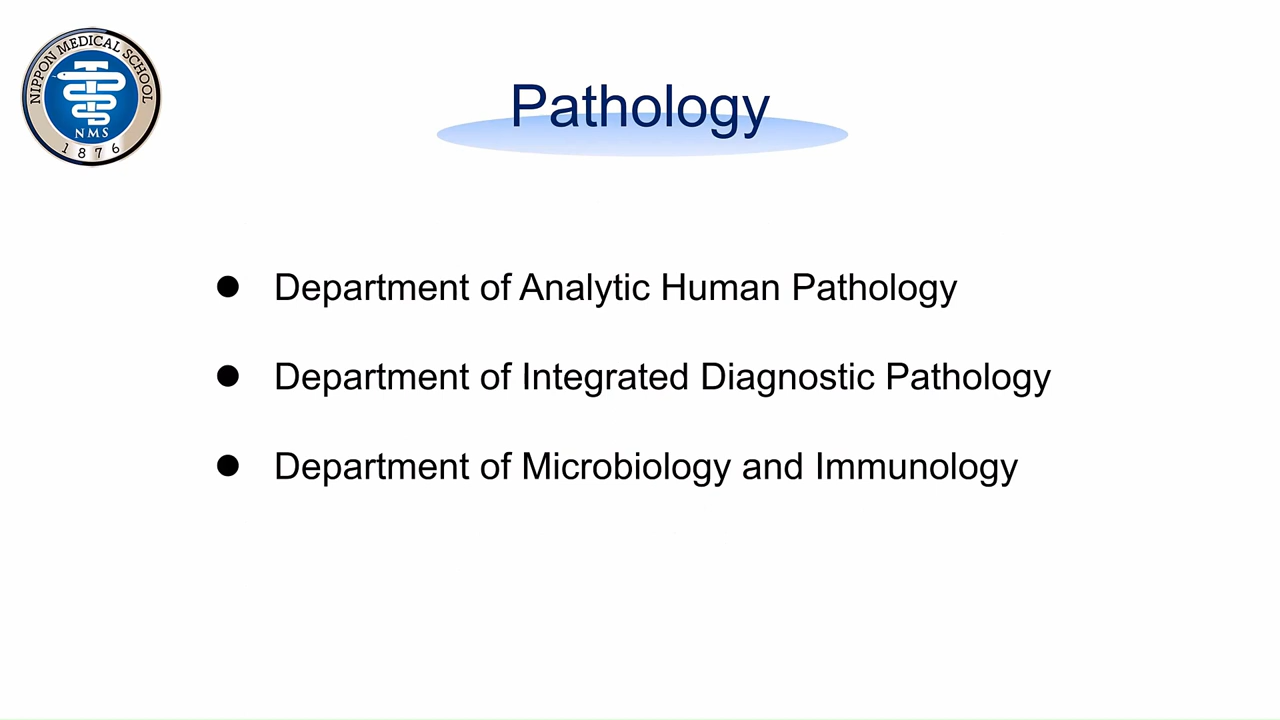 NIPPON MEDICAL SCHOOL
NMS
1876
Pathology
● Department of Analytic Human Pathology
● Department of Integrated Diagnostic Pathology
● Department of Microbiology and Immunology